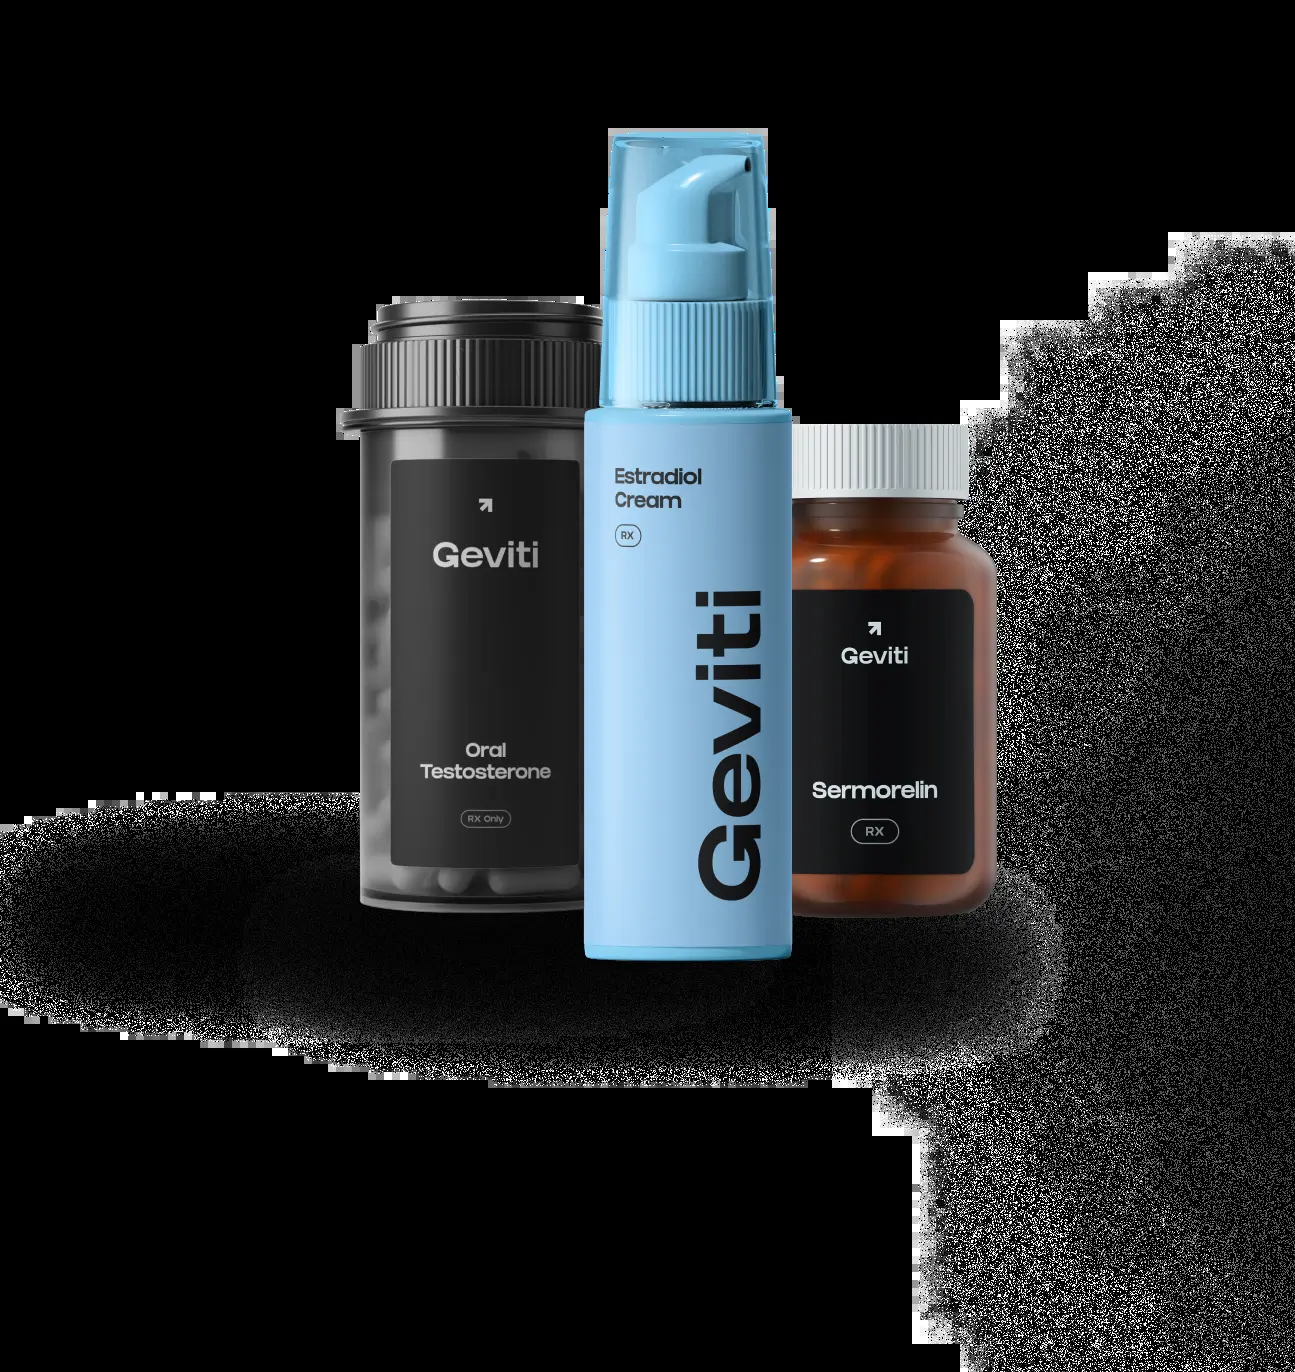 Geviti
Oral
Testosterone
RX Only
Estradiol
Cream
RX
Geviti
Geviti
Sermorelin
RX